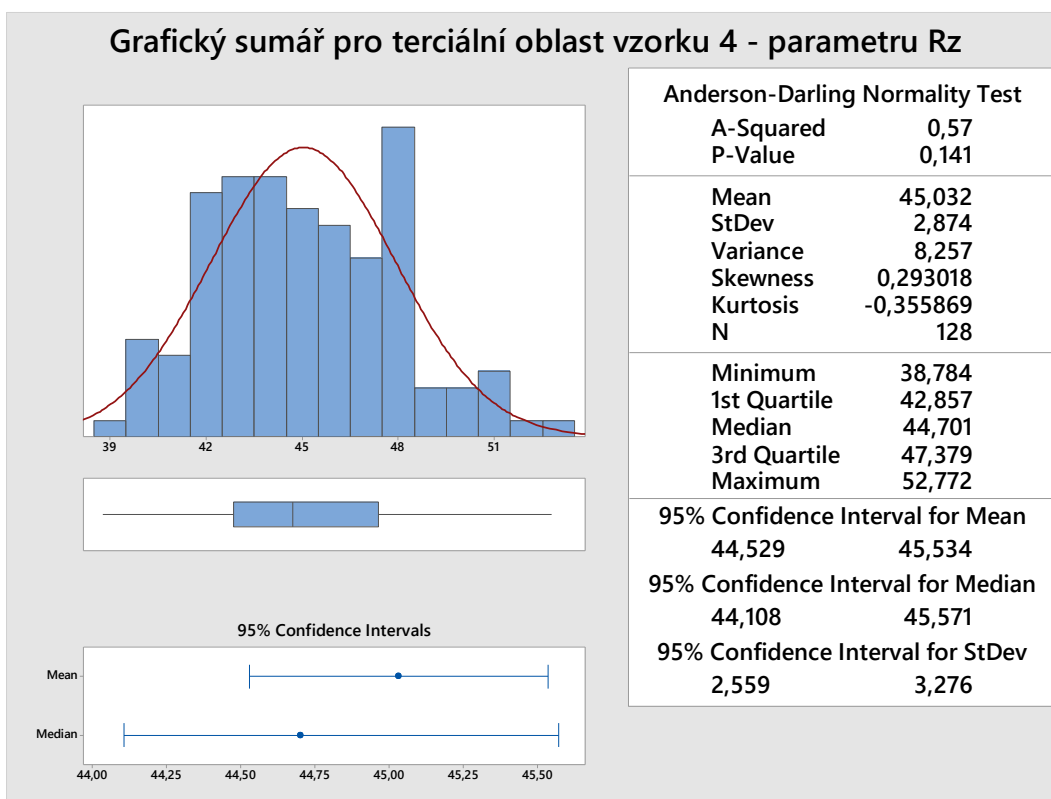 Grafický sumář pro terciální oblast vzorku 4 - parametru Rz
39 42 45 48 51
95% Confidence Intervals
Mean
Median
44,00 44,25 44,50 44,75 45,00 45,25 45,50
Anderson-Darling Normality Test
A-Squared 0,57
P-Value 0,141
Mean 45,032
StDev 2,874
Variance 8,257
Skewness 0,293018
Kurtosis -0,355869
N 128
Minimum 38,784
1st Quartile 42,857
Median 44,701
3rd Quartile 47,379
Maximum 52,772
95% Confidence Interval for Mean
44,529 45,534
95% Confidence Interval for Median
44,108 45,571
95% Confidence Interval for StDev
2,559 3,276